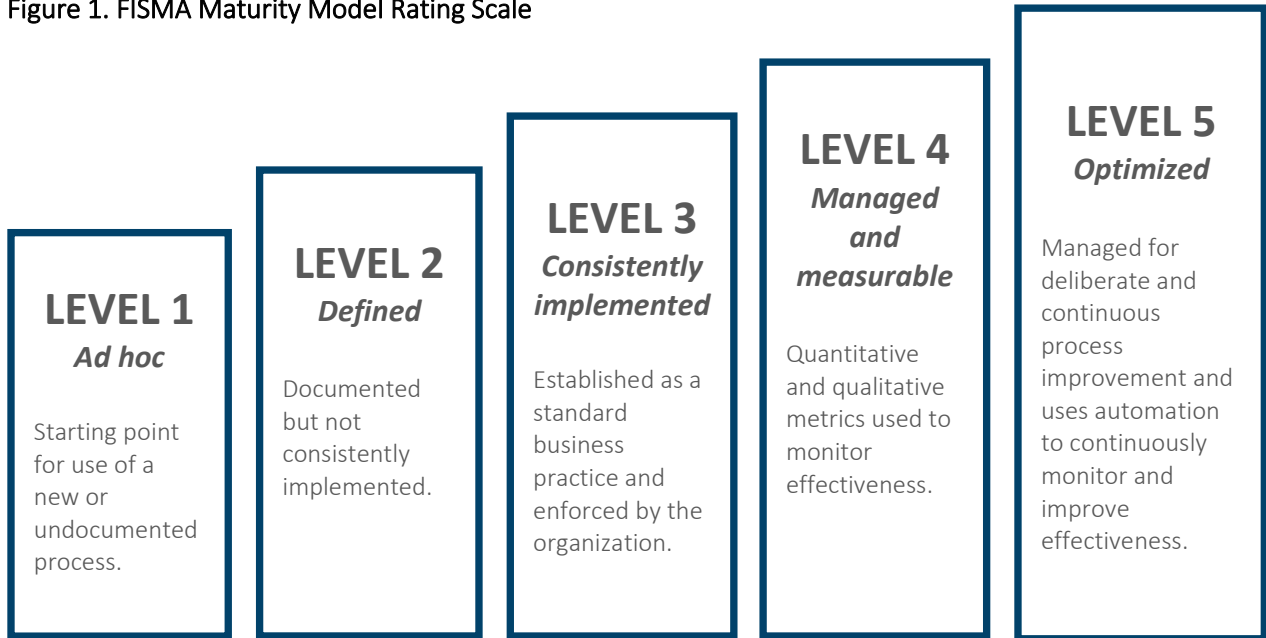 Figure 1. FISMA Maturity Model Rating Scale
LEVEL 1
Ad hoc
Starting point
for use of a
new or
undocumented
process.
LEVEL 2
Defined
Documented
but not
consistently
implemented.
LEVEL 3
Consistently
implemented
Established as a
standard
business
practice and
enforced by the
organization.
LEVEL 4
Managed
and
measurable
Quantitative
and qualitative
metrics used to
monitor
effectiveness.
LEVEL 5
Optimized
Managed for
deliberate and
continuous
process
improvement and
uses automation
to continuously
monitor and
improve
effectiveness.